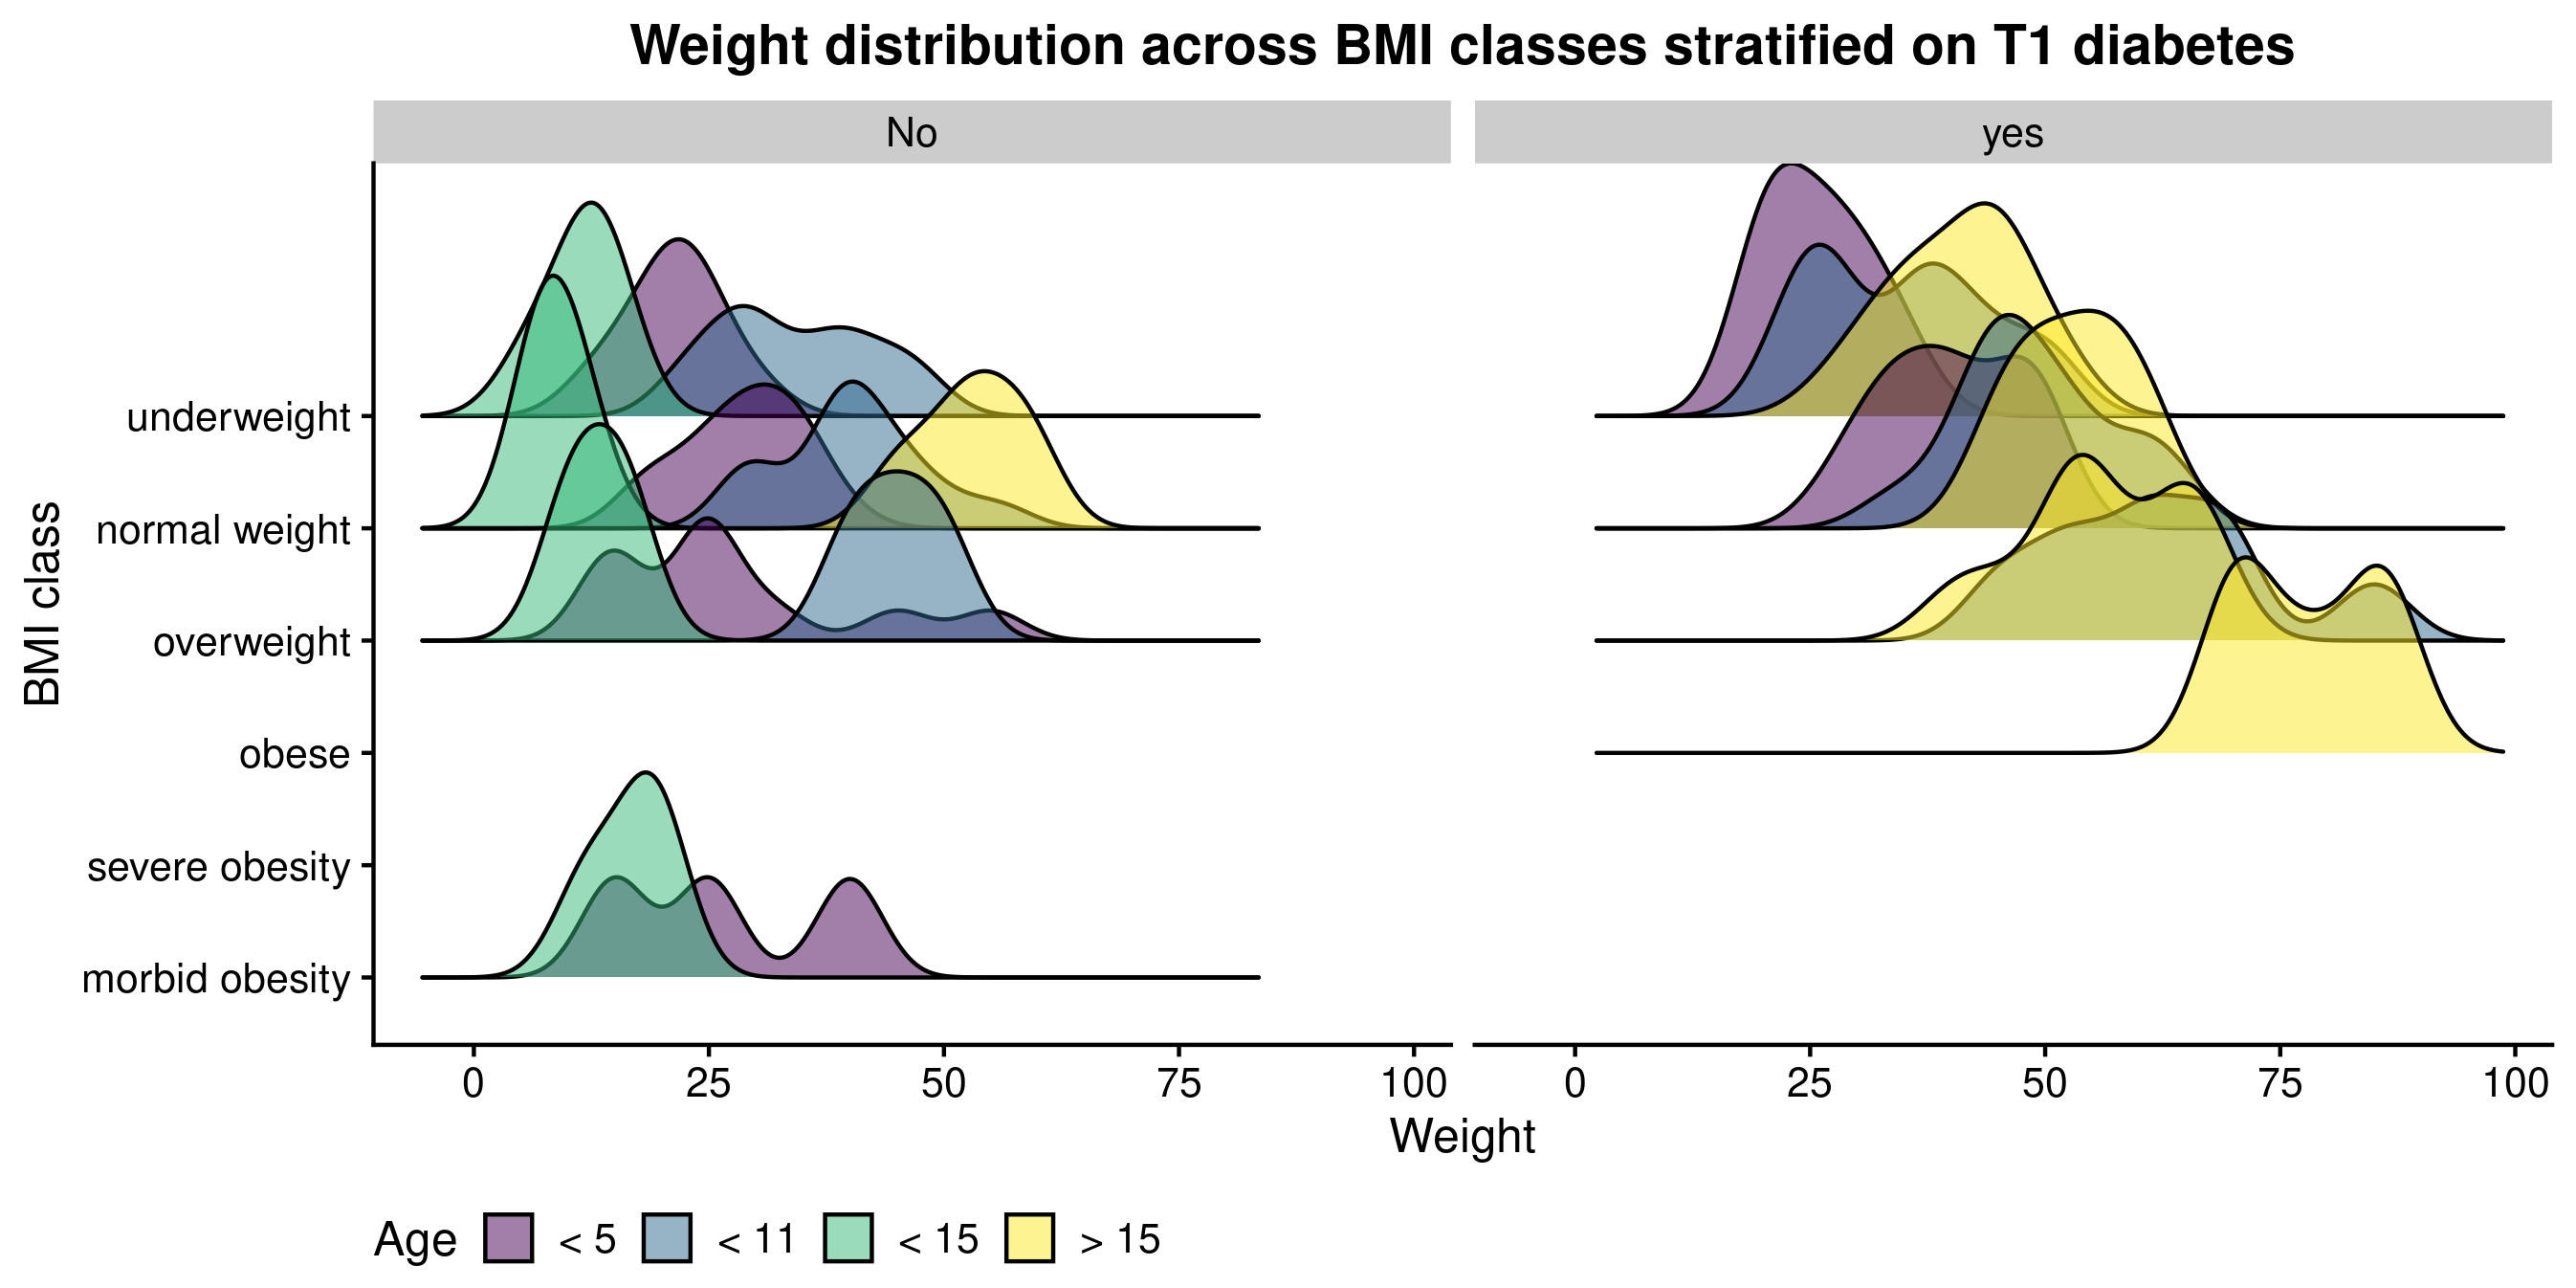 Weight distribution across BMI classes stratified on T1 diabetes
No
yes
BMI class
underweight
normal weight
overweight
obese
severe obesity
morbid obesity
0 25 50 75 100
0 25 50 75 100
Weight
Age < 5 < 11 < 15 > 15